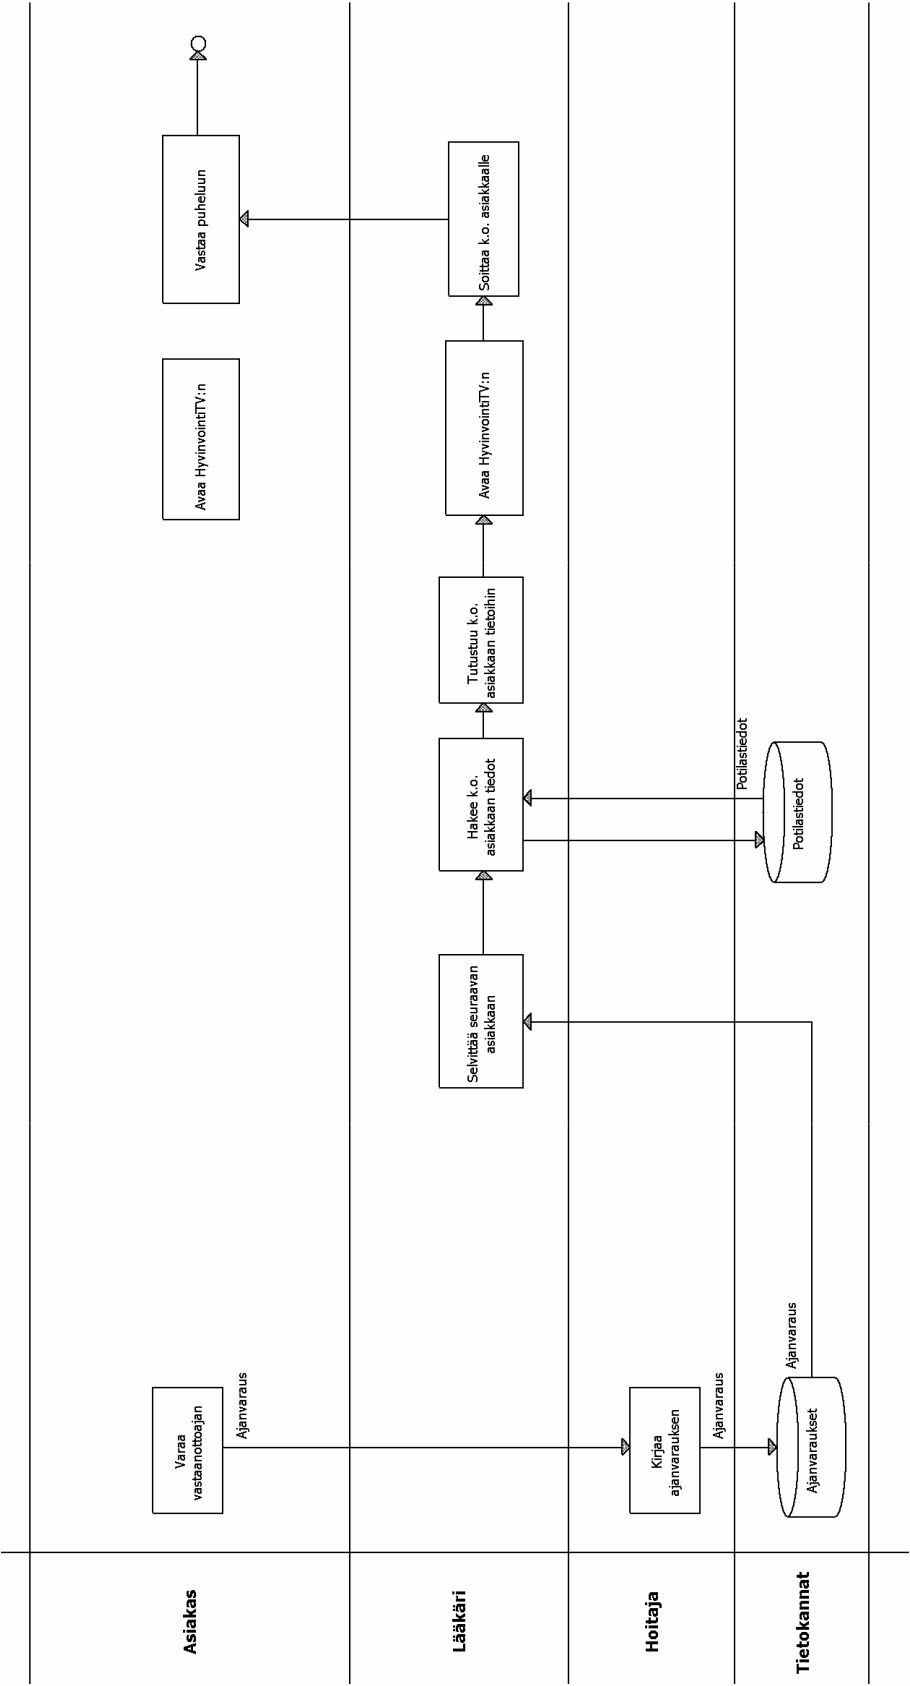 Asiakas
Varaa
vastaanottoajan
Ajanvaraus
Avaa HyvinvointiTV:n
Vastaa puheluun
Lääkäri
Selvittää seuraavan
asiakkaan
Hakee k.o.
asiakkaan tiedot
Tutustuu k.o.
asiakkaan tietoihin
Avaa HyvinvointiTV:n
Soittaa k.o. asiakkaalle
Hoitaja
Kirjaa
ajanvarauksen
Ajanvaraus
Tietokannat
Ajanvaraukset
Ajanvaraus
Potilastiedot
Potilastiedot